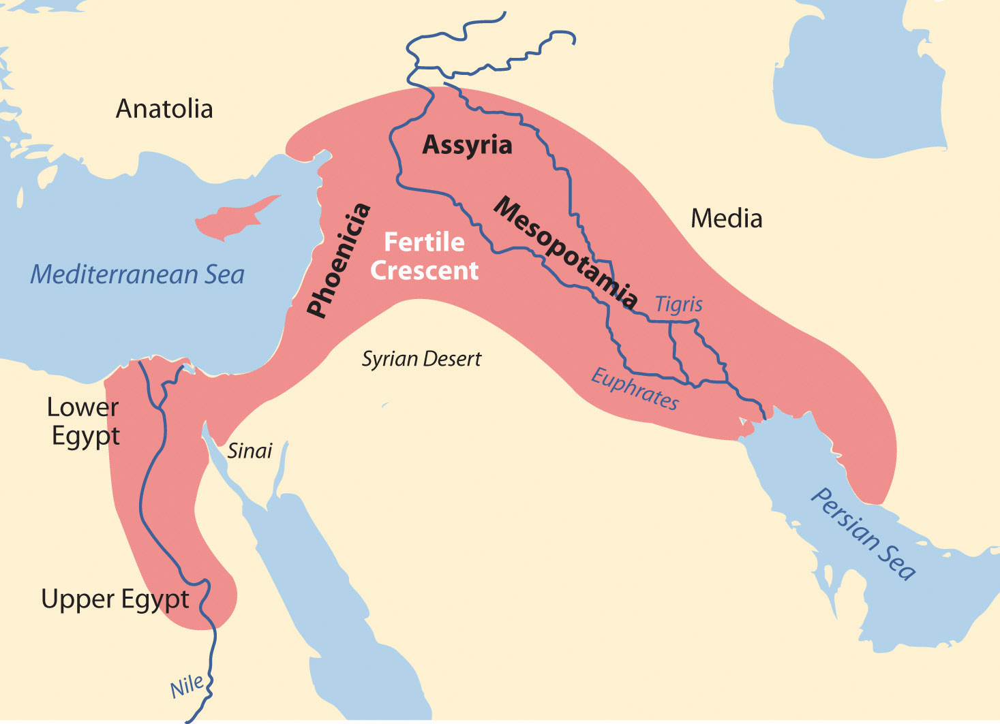 Anatolia
Assyria
Mesopotamia
Media
Phoenicia
Fertile
Crescent
Mediterranean Sea
Tigris
Syrian Desert
Euphrates
Lower
Egypt
Sinai
Persian Sea
Upper Egypt
Nile